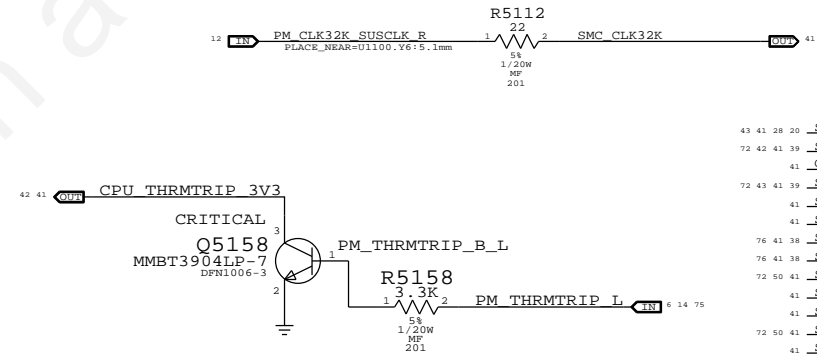 R5112
22
12 IN PM_CLK32K_SUSCLK_R 1 2 SMC_CLK32K OUT 41
PLACE_NEAR=U1100.Y6:5.1mm
5%
1/20W
MF
201
43 41 28 20
72 42 41 39
41
72 43 41 39
41
41
76 41 38
76 41 38
72 50 41
41
41
72 50 41
41
42 41 OUT CPU_THRMTRIP_3V3
CRITICAL
3
Q5158
MMBT3904LP-7
DFN1006-3
1 PM_THRMTRIP_B_L
2
R5158
3.3K
1 2 PM_THRMTRIP_L IN 6 14 75
5%
1/20W
MF
201